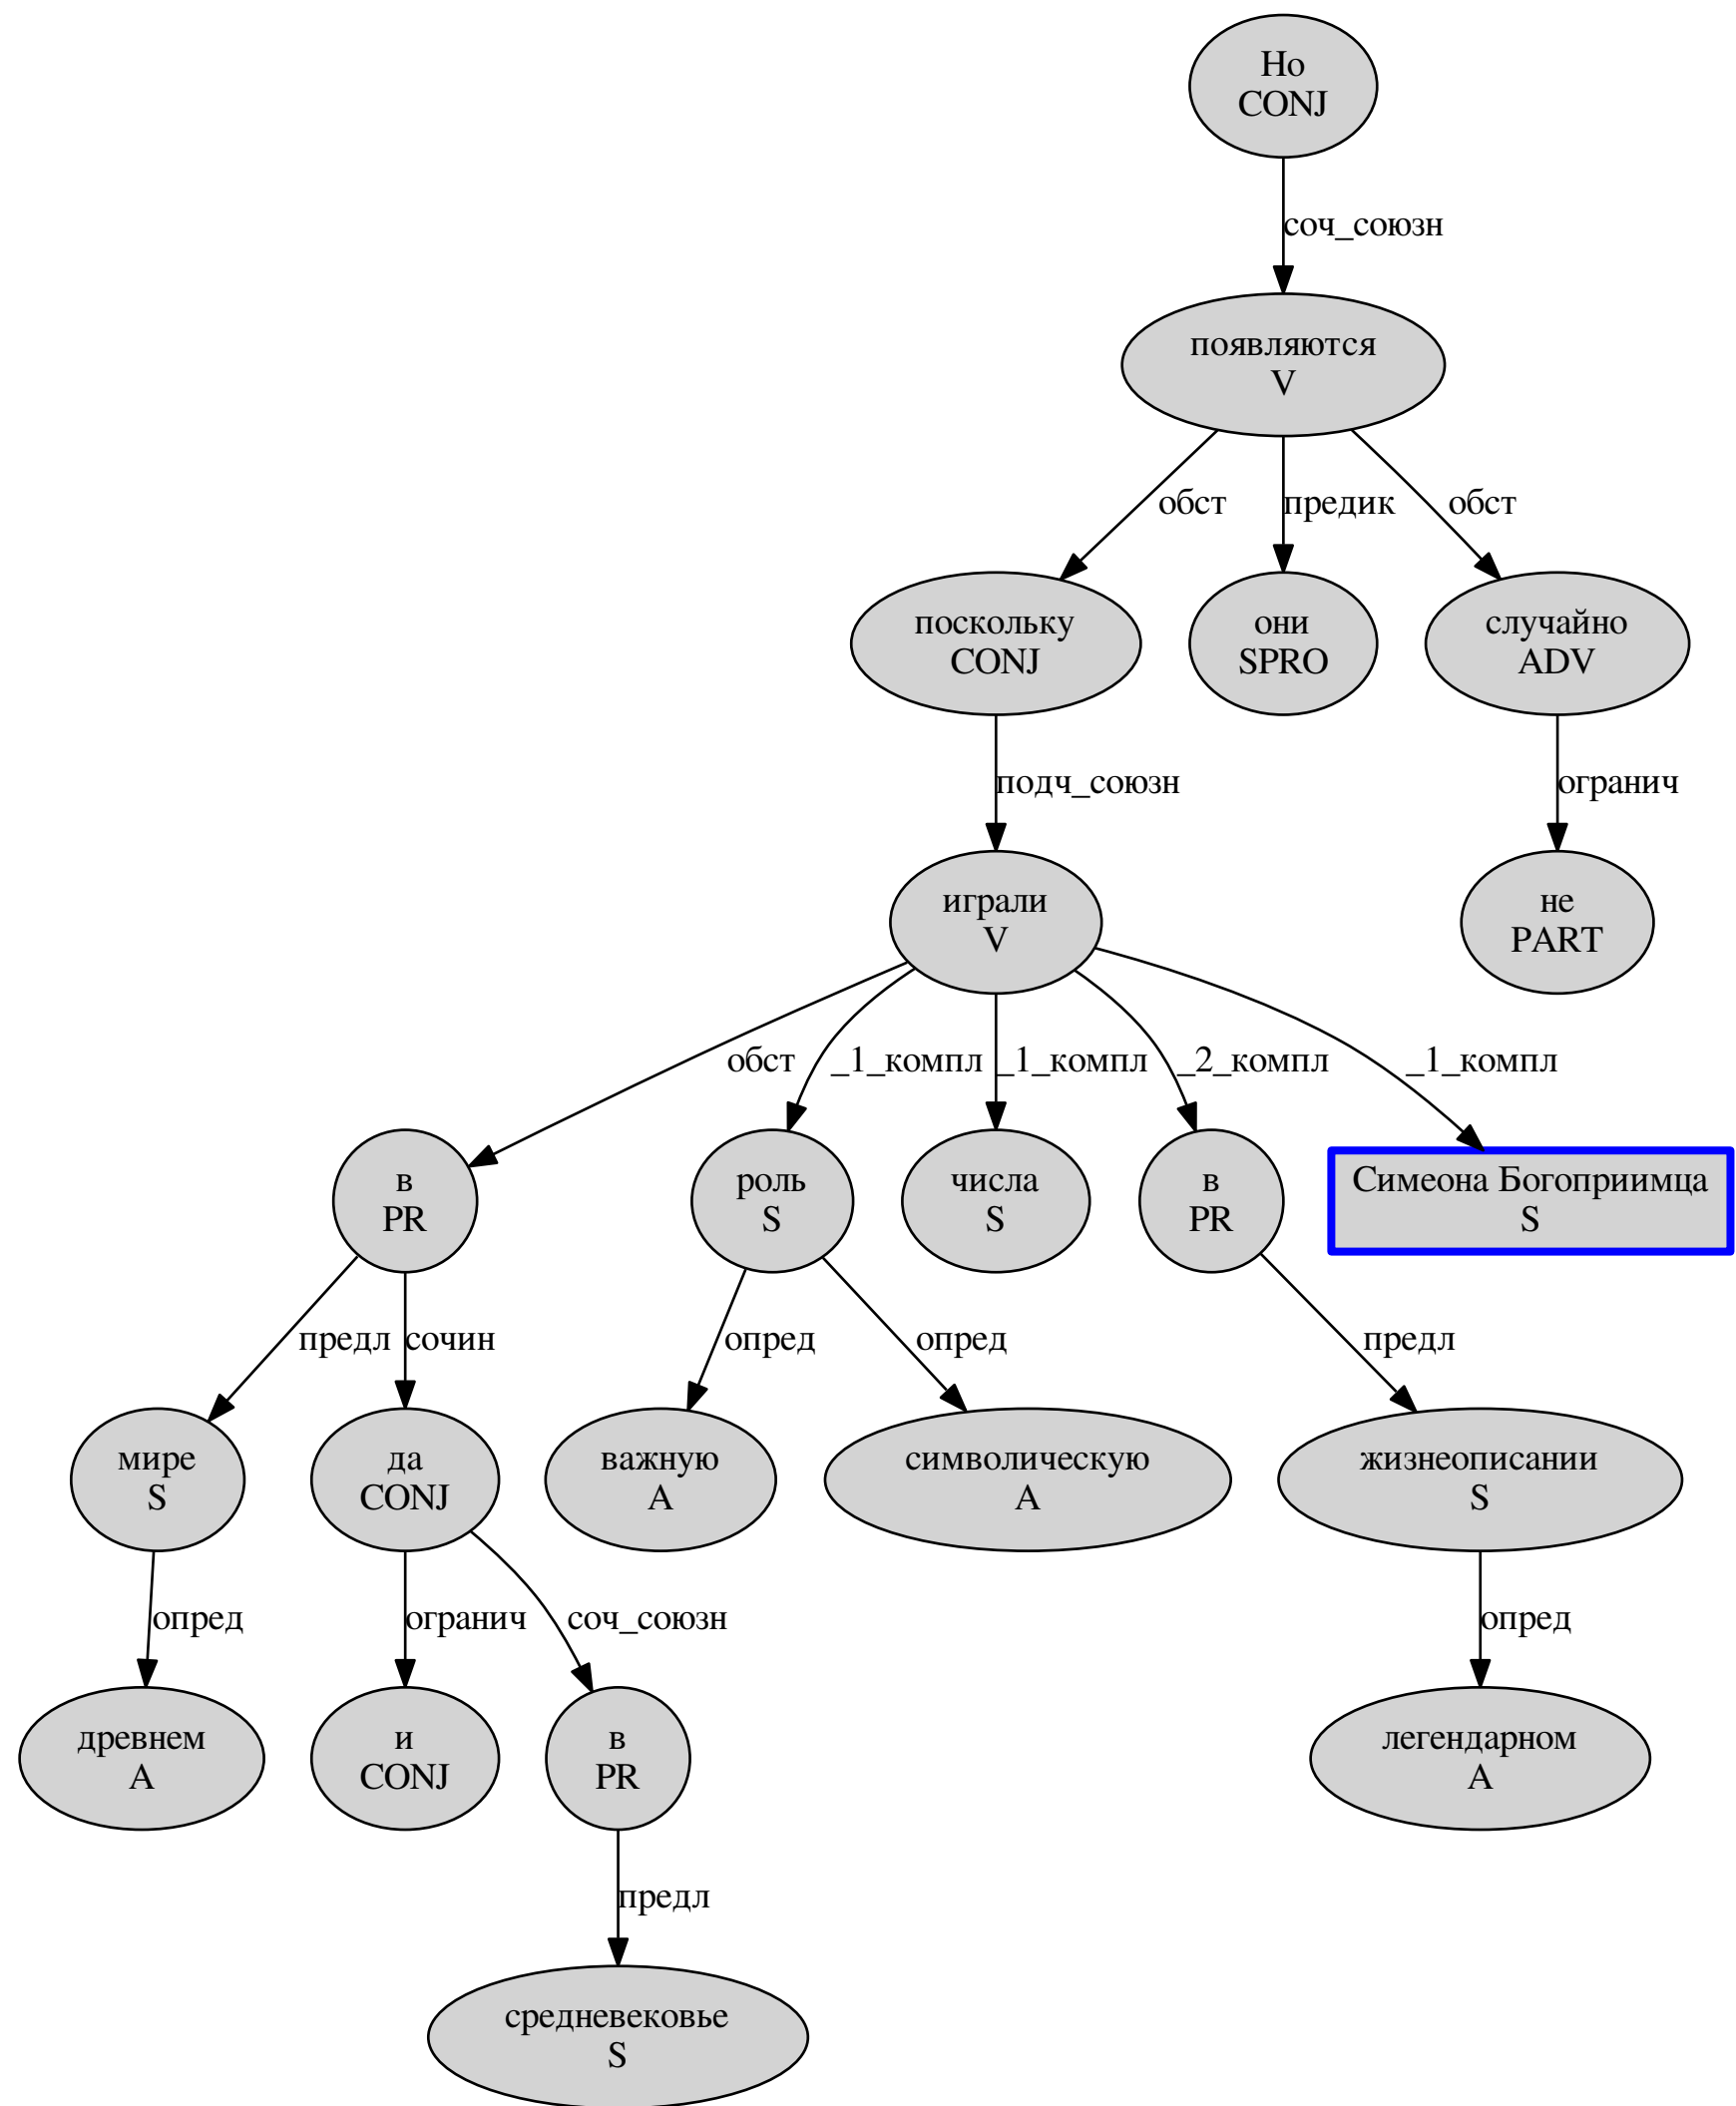 Но
CONJ
соч_союзн
появляются
V
обст
предик
обст
поскольку
CONJ
они
SPRO
случайно
ADV
подч_союзн
огранич
играли
V
не
PART
обст
_1_компл
_1_компл
_2_компл
_1_компл
в
PR
роль
S
числа
S
в
PR
Симеона Богоприимца
S
предл
сочин
опред
опред
предл
мире
S
да
CONJ
важную
A
символическую
A
жизнеописании
S
опред
огранич
соч_союзн
опред
древнем
A
и
CONJ
в
PR
легендарном
A
предл
средневековье
S